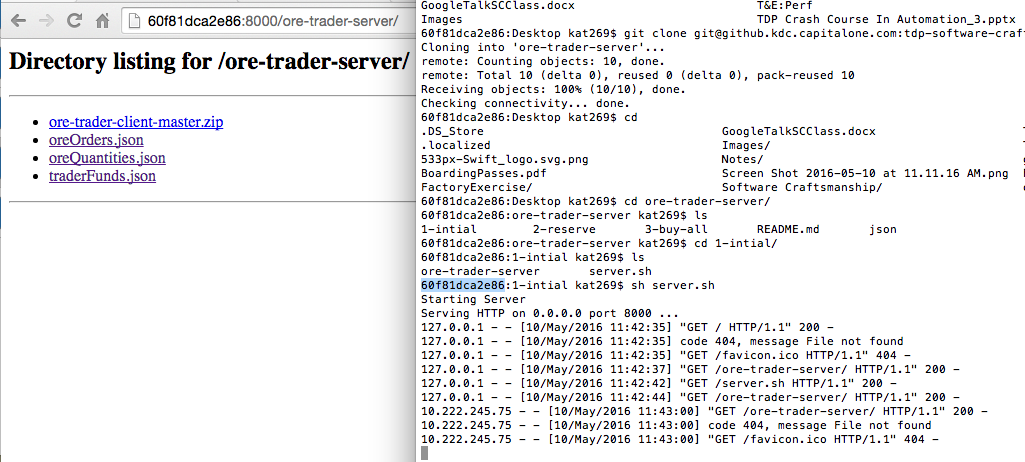 60f81dca2e86:8000/ore-trader-server/
Directory listing for /ore-trader-server/
ore-trader-client-master.zip
oreOrders.json
oreQuantities.json
traderFunds.json
GoogleTalkSCClass.docx T&E:Perf
Images TDP Crash Course In Automation_3.pptx
60f81dca2e86:Desktop kat269$ git clone git@github.kdc.capitalone.com:tdp-software-craf
Cloning into 'ore-trader-server'...
remote: Counting objects: 10, done.
remote: Total 10 (delta 0), reused 0 (delta 0), pack-reused 10
Receiving objects: 100% (10/10), done.
Checking connectivity... done.
60f81dca2e86:Desktop kat269$ cd
.DS_Store GoogleTalkSCClass.docx
.localized Images/
533px-Swift_logo.svg.png Notes/
BoardingPasses.pdf Screen Shot 2016-05-10 at 11.11.16 AM.png
FactoryExercise/ Software Craftsmanship/
60f81dca2e86:Desktop kat269$ cd ore-trader-server/
60f81dca2e86:ore-trader-server kat269$ ls
1-intial 2-reserve 3-buy-all README.md json
60f81dca2e86:ore-trader-server kat269$ cd 1-intial/
60f81dca2e86:1-intial kat269$ ls
ore-trader-server server.sh
60f81dca2e86:1-intial kat269$ sh server.sh
Starting Server
Serving HTTP on 0.0.0.0 port 8000 ...
127.0.0.1 - - [10/May/2016 11:42:35] "GET / HTTP/1.1" 200 -
127.0.0.1 - - [10/May/2016 11:42:35] code 404, message File not found
127.0.0.1 - - [10/May/2016 11:42:35] "GET /favicon.ico HTTP/1.1" 404 -
127.0.0.1 - - [10/May/2016 11:42:37] "GET /ore-trader-server/ HTTP/1.1" 200 -
127.0.0.1 - - [10/May/2016 11:42:42] "GET /server.sh HTTP/1.1" 200 -
127.0.0.1 - - [10/May/2016 11:42:44] "GET /ore-trader-server/ HTTP/1.1" 200 -
10.222.245.75 - - [10/May/2016 11:43:00] "GET /ore-trader-server/ HTTP/1.1" 200 -
10.222.245.75 - - [10/May/2016 11:43:00] code 404, message File not found
10.222.245.75 - - [10/May/2016 11:43:00] "GET /favicon.ico HTTP/1.1" 404 -